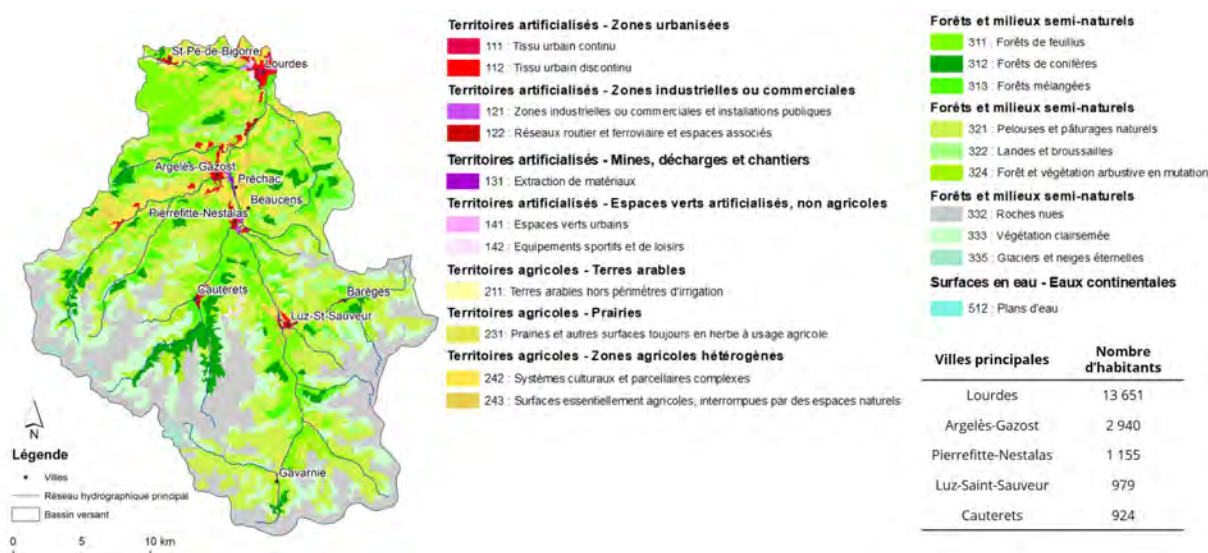 St-Pé-de-Bigorre
Lourdes
Argelès-Gazost
Préchac
Beaucens
Pierrefitte-Nestalas
Cauterets
Barèges
Luz-St-Sauveur
Gavarnie
N
Légende
Villes
Réseau hydrographique principal
Bassin versant
0 5 10 km
Territoires artificialisés - Zones urbanisées
111 : Tissu urbain continu
112 : Tissu urbain discontinu
Territoires artificialisés - Zones industrielles ou commerciales
121 : Zones industrielles ou commerciales et installations publiques
122 : Réseaux routier et ferroviaire et espaces associés
Territoires artificialisés - Mines, décharges et chantiers
131 : Extraction de matériaux
Territoires artificialisés - Espaces verts artificialisés, non agricoles
141 : Espaces verts urbains
142 : Equipements sportifs et de loisirs
Territoires agricoles - Terres arables
211 : Terres arables hors périmètres d'irrigation
Territoires agricoles - Prairies
231 : Prairies et autres surfaces toujours en herbe à usage agricole
Territoires agricoles - Zones agricoles hétérogènes
242 : Systèmes culturaux et parcellaires complexes
243 : Surfaces essentiellement agricoles, interrompues par des espaces naturels
Forêts et milieux semi-naturels
311 : Forêts de feuillus
312 : Forêts de conifères
313 : Forêts mélangées
Forêts et milieux semi-naturels
321 : Pelouses et pâturages naturels
322 : Landes et broussailles
324 : Forêt et végétation arbustive en mutation
Forêts et milieux semi-naturels
332 : Roches nues
333 : Végétation clairsemée
335 : Glaciers et neiges éternelles
Surfaces en eau - Eaux continentales
512 : Plans d'eau
Villes principales Nombre d'habitants
Lourdes 13 651
Argelès-Gazost 2 940
Pierrefitte-Nestalas 1 155
Luz-Saint-Sauveur 979
Cauterets 924